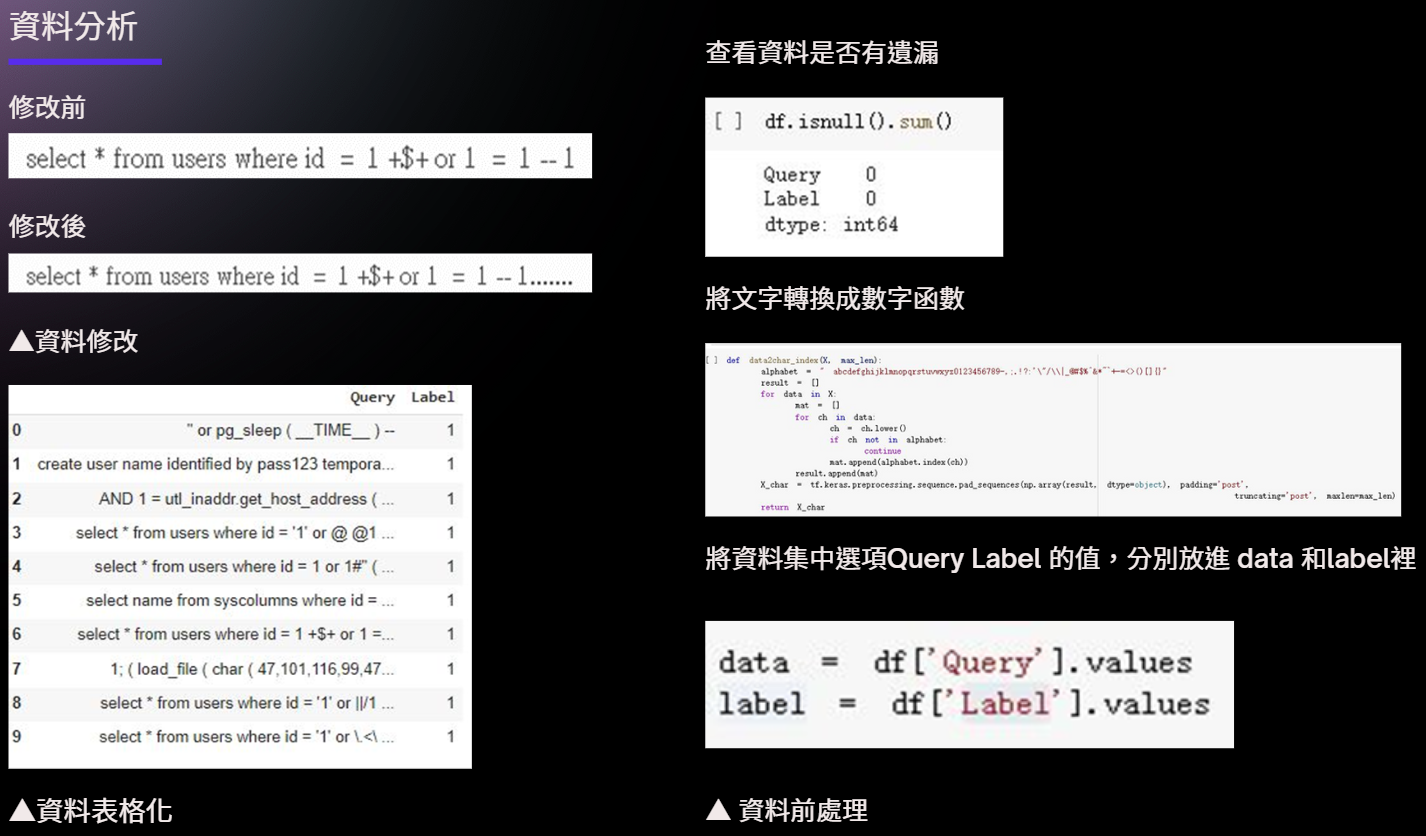 資料分析
修改前
select * from users where id = 1 +$+ or 1 = 1 -- 1
修改後
select * from users where id = 1 +$+ or 1 = 1 -- 1.......
▲資料修改
Query Label
0 " or pg_sleep ( __TIME__ ) -- 1
1 create user name identified by pass123 tempora... 1
2 AND 1 = utl_inaddr.get_host_address ( ... 1
3 select * from users where id = '1' or @ @1 ... 1
4 select * from users where id = 1 or 1#" ( ... 1
5 select name from syscolumns where id = ... 1
6 select * from users where id = 1 +$+ or 1 =... 1
7 1; ( load_file ( char ( 47,101,116,99,47... 1
8 select * from users where id = '1' or ||/1 ... 1
9 select * from users where id = '1' or \.<\ ... 1
▲資料表格化
查看資料是否有遺漏
[ ] df.isnull().sum()
Query 0
Label 0
dtype: int64
將文字轉換成數字函數
[ ] def data2char_index(X, max_len):
alphabet = " abcdefghijklmnopqrstuvwxyz0123456789-,;.!?:'\"/\\|_@#$%ˆ&*˜`+-=<>()[]{}"
result = []
for data in X:
mat = []
for ch in data:
ch = ch.lower()
if ch not in alphabet:
continue
mat.append(alphabet.index(ch))
result.append(mat)
X_char = tf.keras.preprocessing.sequence.pad_sequences(np.array(result, dtype=object), padding='post',
truncating='post', maxlen=max_len)
return X_char
將資料集中選項Query Label 的值，分別放進 data 和label裡
data = df['Query'].values
label = df['Label'].values
▲ 資料前處理